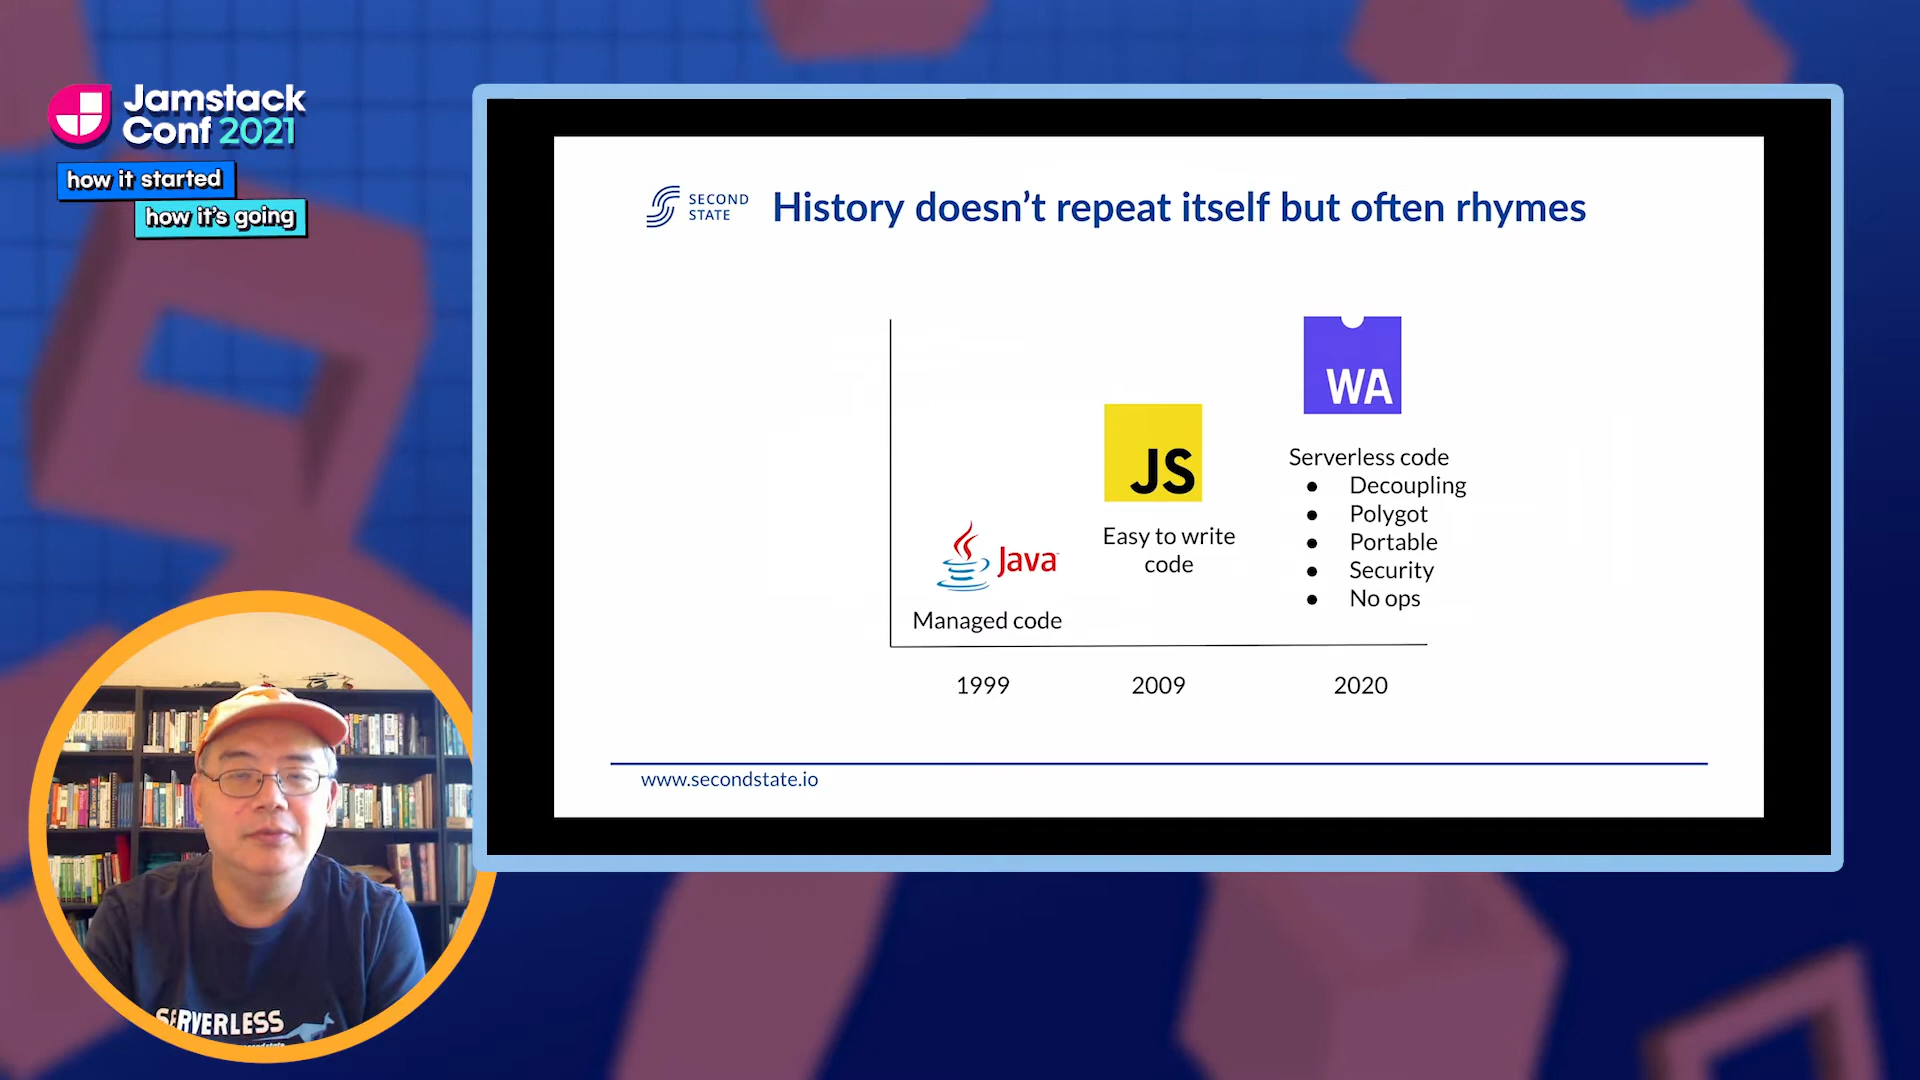 Jamstack
Conf 2021
how it started
how it's going
SECOND
STATE
History doesn't repeat itself but often rhymes
WA
JS
Java
Serverless code
● Decoupling
● Polygot
● Portable
● Security
● No ops
Easy to write
code
Managed code
1999
2009
2020
www.secondstate.io
SERVERLESS